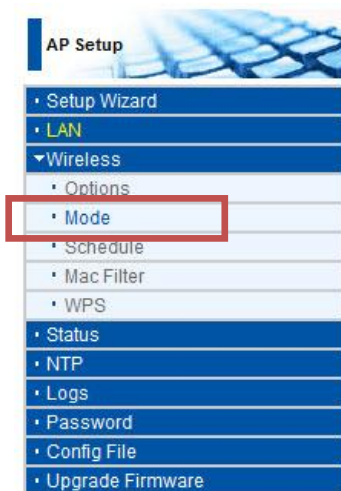 AP Setup
• Setup Wizard
• LAN
▼Wireless
• Options
• Mode
• Schedule
• Mac Filter
• WPS
• Status
• NTP
• Logs
• Password
• Config File
• Upgrade Firmware